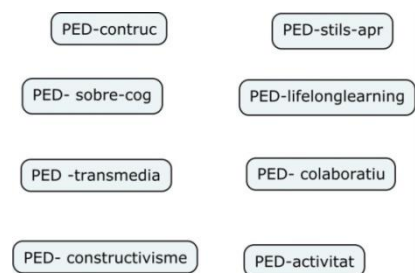 PED-contruc
PED-stils-apr
PED- sobre-cog
PED-lifelonglearning
PED -transmedia
PED- colaboratiu
PED- constructivisme
PED-activitat